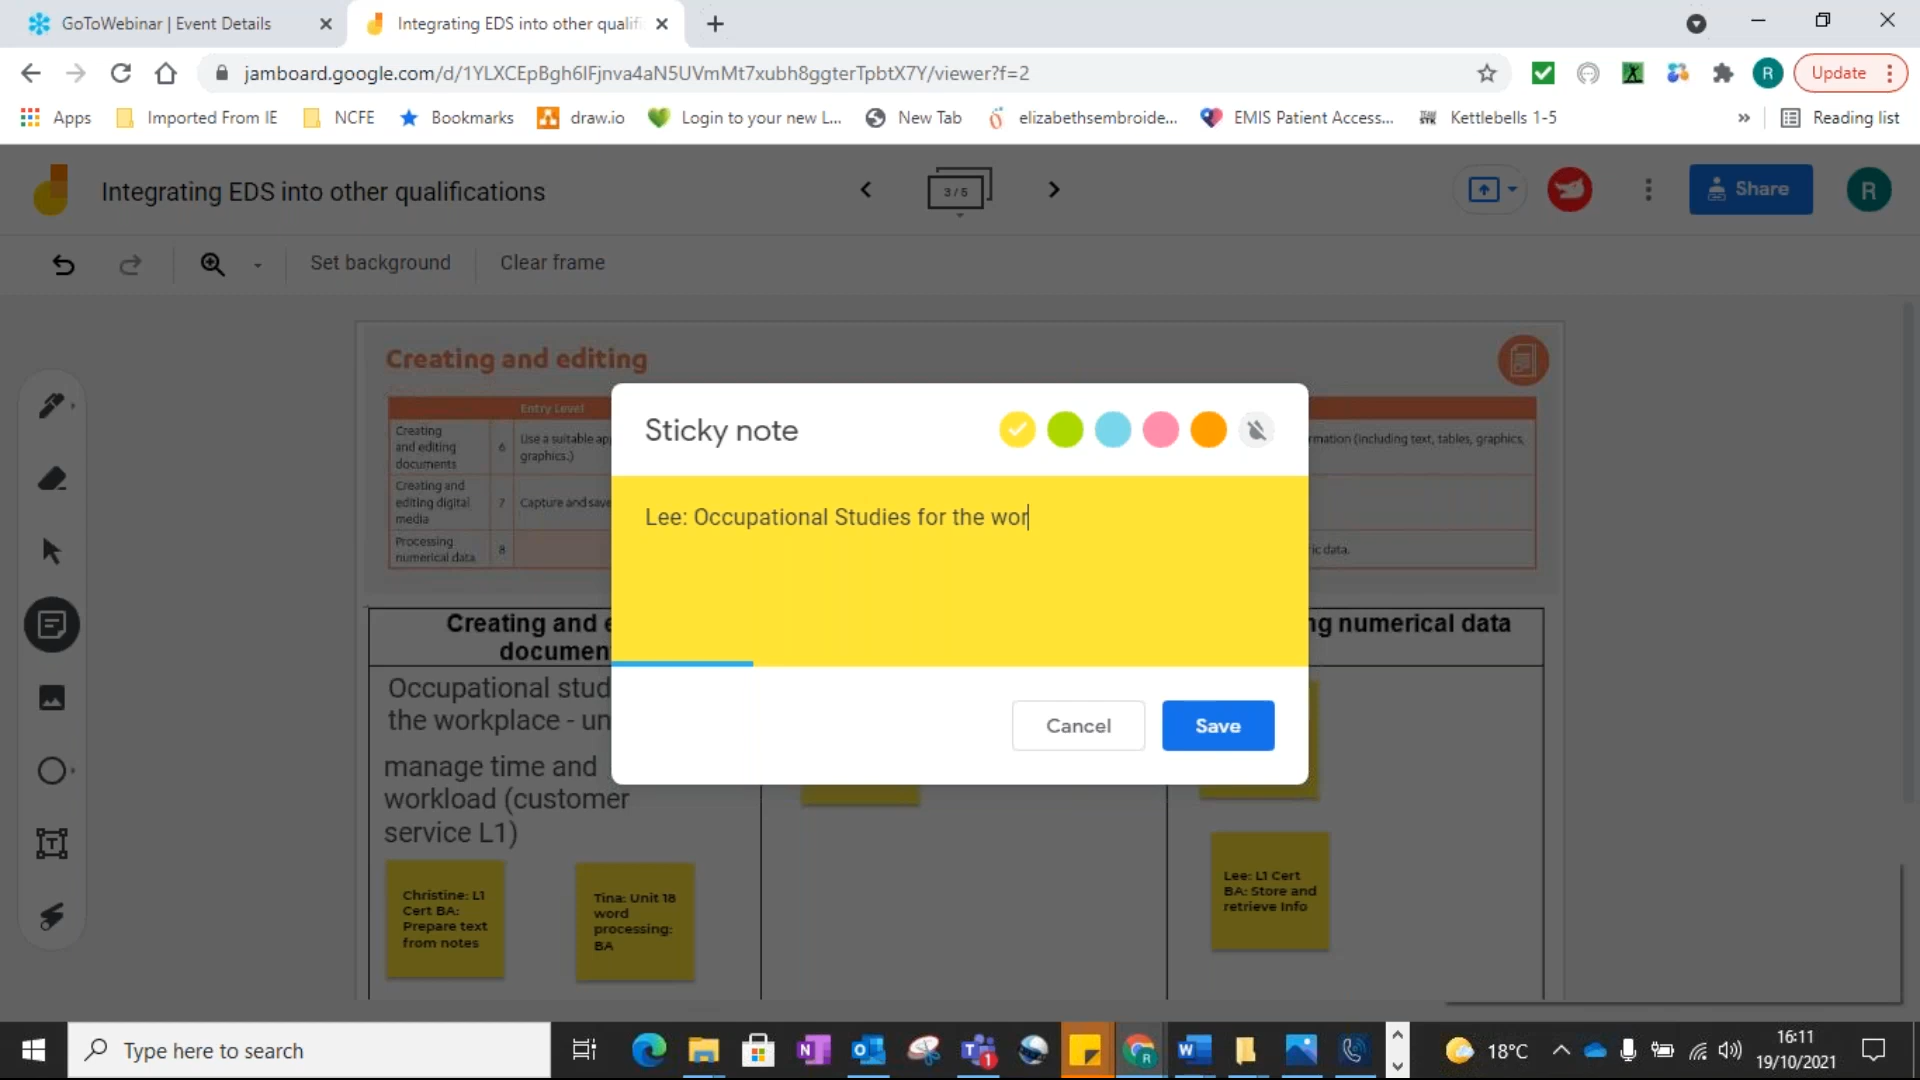 GoToWebinar | Event Details
Integrating EDS into other qualifi
jamboard.google.com/d/1YLXCEpBgh6IFjnva4aN5UVmMt7xubh8ggterTpbtX7Y/viewer?f=2
R
Update
Apps
Imported From IE
NCFE
Bookmarks
draw.io
Login to your new L...
New Tab
elizabethsembroide...
EMIS Patient Access...
Kettlebells 1-5
»
Reading list
Integrating EDS into other qualifications
3 / 5
Share
R
Set background
Clear frame
Creating and editing
Entry Level
Creating
and editing
documents
6
Use a suitable ap
graphics.)
rmation (including text, tables, graphics,
Creating and
editing digital
media
7
Capture and save
Processing
numerical data
8
ic data.
Sticky note
Lee: Occupational Studies for the wor
Cancel
Save
Creating and e
documen
ng numerical data
Occupational stud
the workplace - un
manage time and
workload (customer
service L1)
Christine: L1
Cert BA:
Prepare text
from notes
Tina: Unit 18
word
processing:
BA
Lee: L1 Cert
BA: Store and
retrieve Info
Type here to search
18°C
16:11
19/10/2021